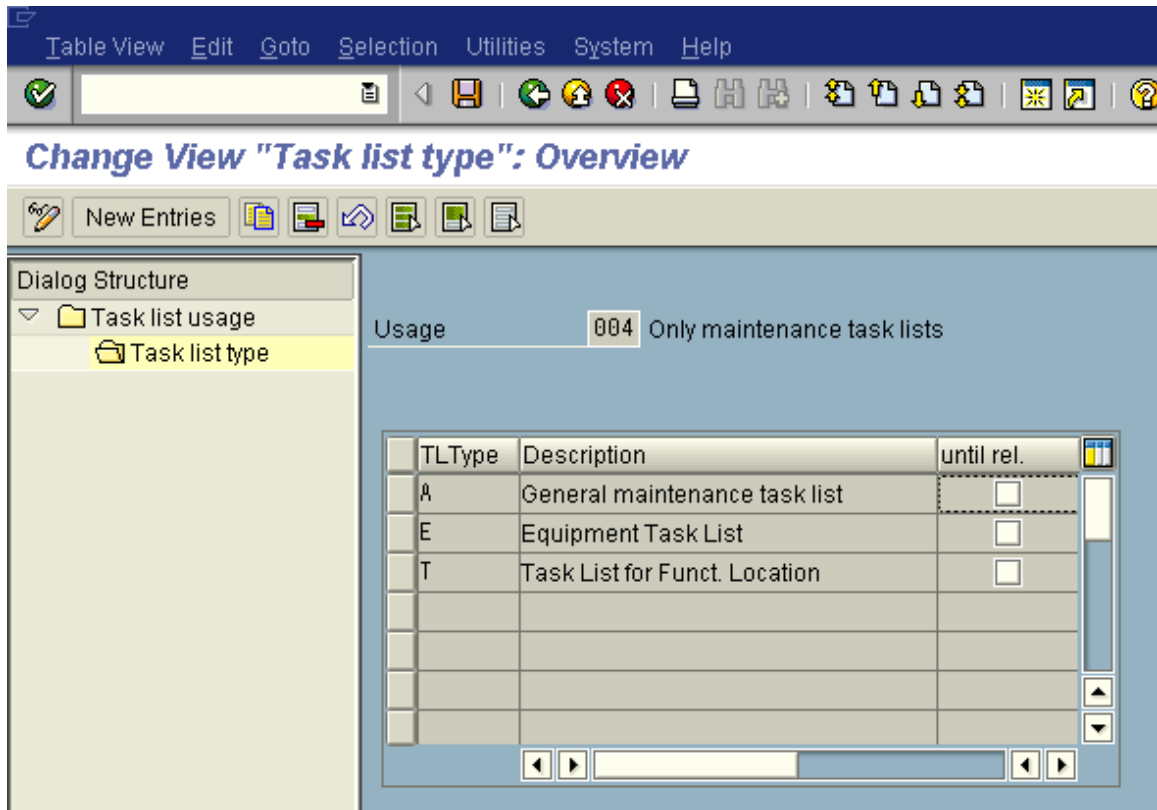 Table View Edit Goto Selection Utilities System Help
Change View "Task list type": Overview
New Entries
Dialog Structure
Task list usage
Task list type
Usage 004 Only maintenance task lists
TLType Description until rel.
A General maintenance task list
E Equipment Task List
T Task List for Funct. Location